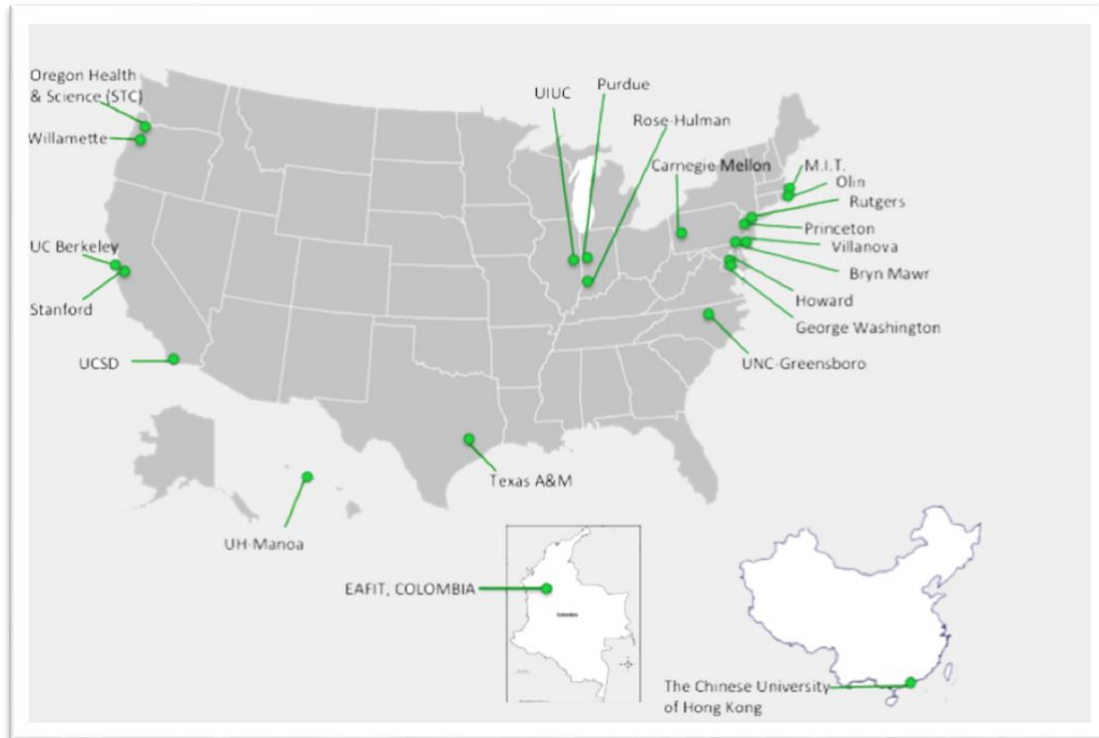 Oregon Health
& Science (STC)
Willamette
UC Berkeley
Stanford
UCSD
UIUC
Purdue
Rose-Hulman
Carnegie Mellon
M.I.T.
Olin
Rutgers
Princeton
Villanova
Bryn Mawr
Howard
George Washington
UNC-Greensboro
Texas A&M
UH-Manoa
EAFIT, COLOMBIA
Colombia
The Chinese University
of Hong Kong